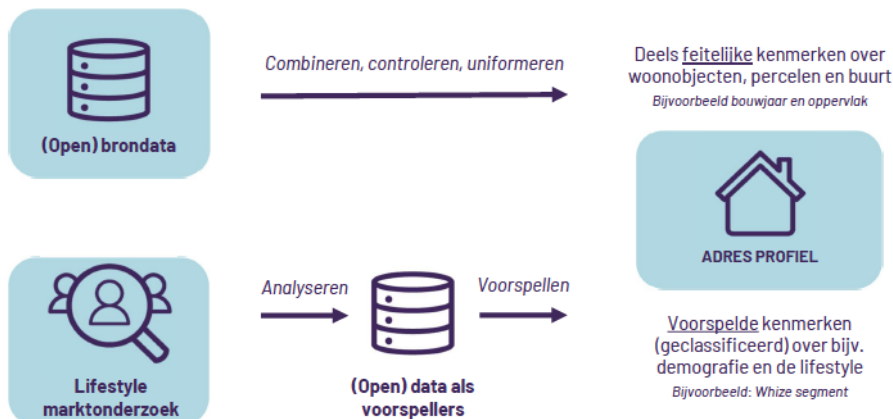 (Open) brondata
Combineren, controleren, uniformeren
Deels feitelijke kenmerken over
woonobjecten, percelen en buurt
Bijvoorbeeld bouwjaar en oppervlak
ADRES PROFIEL
Lifestyle
marktonderzoek
Analyseren
(Open) data als
voorspellers
Voorspellen
Voorspelde kenmerken
(geclassificeerd) over bijv.
demografie en de lifestyle
Bijvoorbeeld: Whize segment